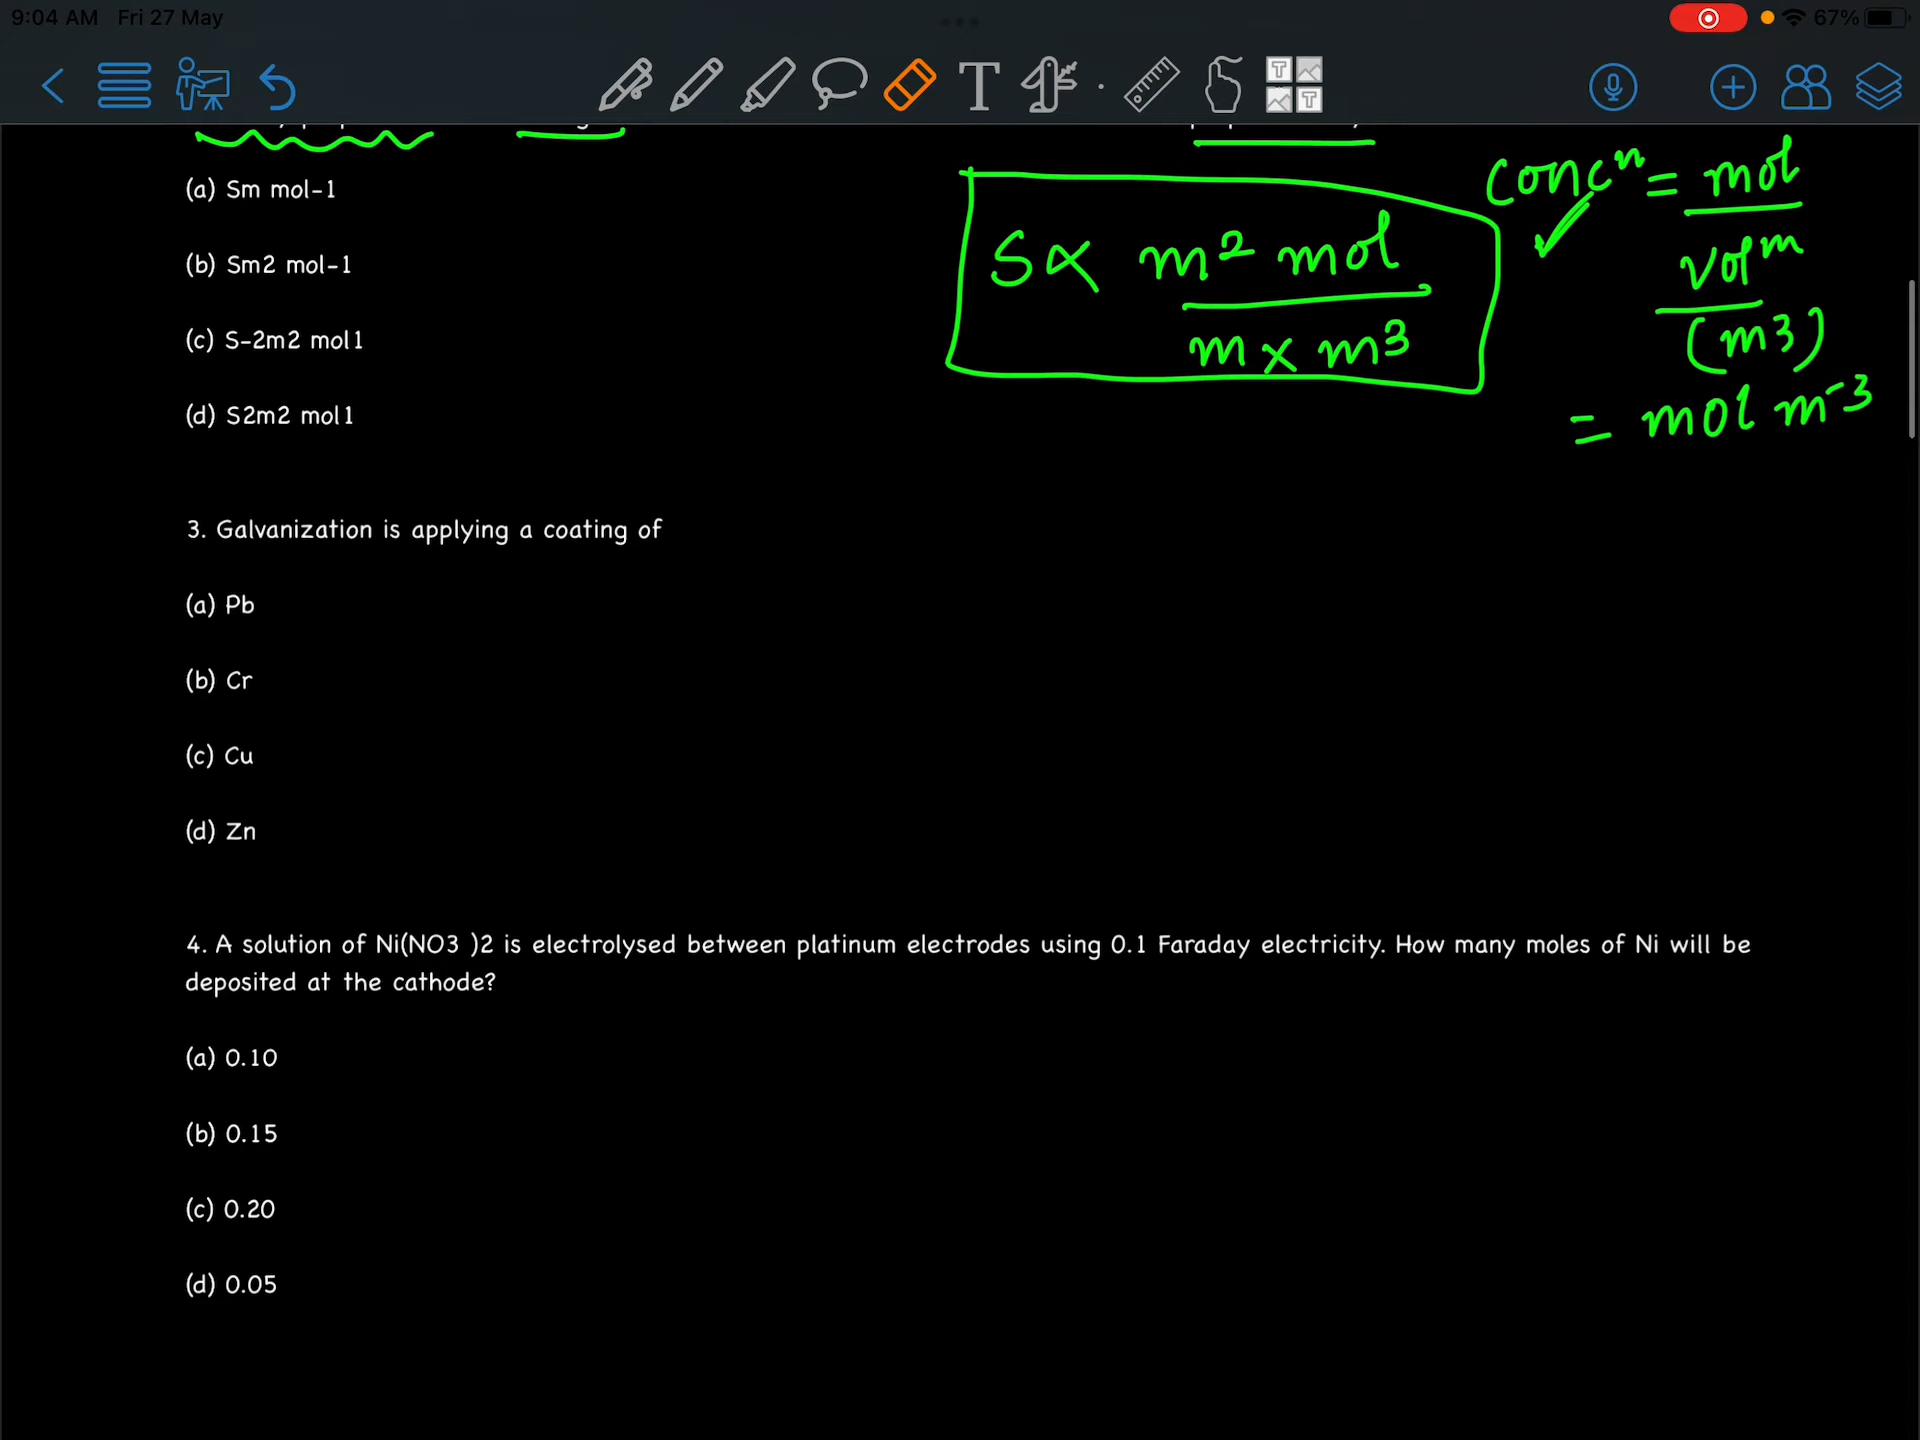 9:04 AM Fri 27 May
67%
T
(a) Sm mol-1
(b) Sm2 mol-1
(c) S-2m2 mol1
(d) S2m2 mol1
S∝ m2 mol
m x m3
concn = mol
volm
(m3)
= mol m-3
3. Galvanization is applying a coating of
(a) Pb
(b) Cr
(c) Cu
(d) Zn
4. A solution of Ni(NO3 )2 is electrolysed between platinum electrodes using 0.1 Faraday electricity. How many moles of Ni will be
deposited at the cathode?
(a) 0.10
(b) 0.15
(c) 0.20
(d) 0.05